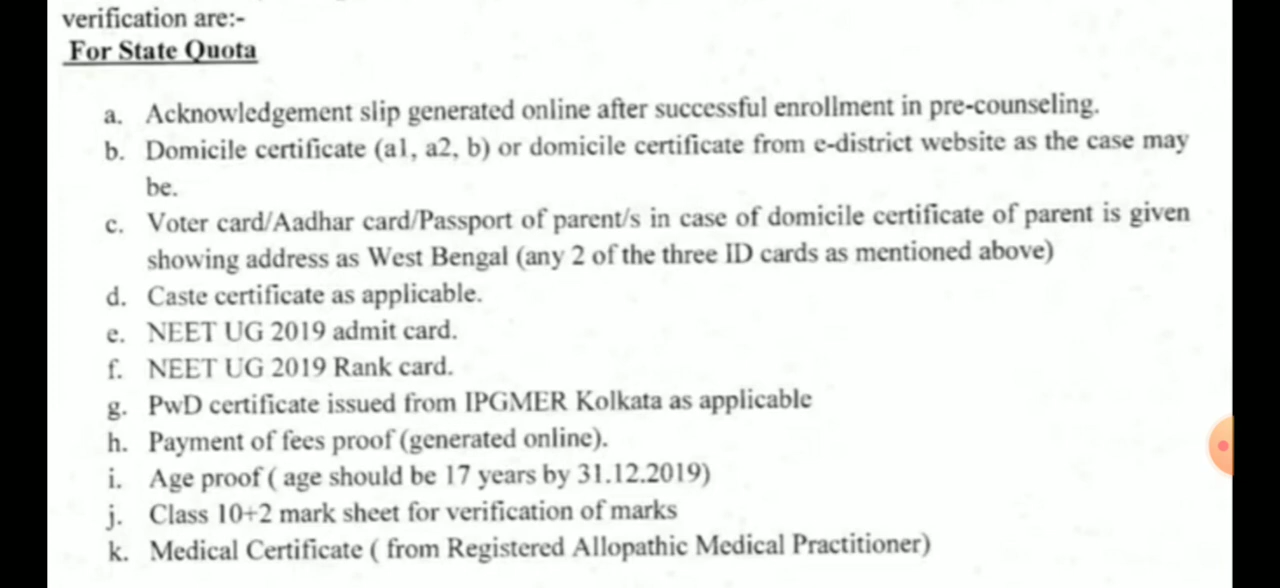 verification are:-
For State Quota
a. Acknowledgement slip generated online after successful enrollment in pre-counseling.
b. Domicile certificate (a1, a2, b) or domicile certificate from e-district website as the case may
be.
c. Voter card/Aadhar card/Passport of parent/s in case of domicile certificate of parent is given
showing address as West Bengal (any 2 of the three ID cards as mentioned above)
d. Caste certificate as applicable.
e. NEET UG 2019 admit card.
f. NEET UG 2019 Rank card.
g. PwD certificate issued from IPGMER Kolkata as applicable
h. Payment of fees proof (generated online).
i. Age proof ( age should be 17 years by 31.12.2019)
j. Class 10+2 mark sheet for verification of marks
k. Medical Certificate ( from Registered Allopathic Medical Practitioner)